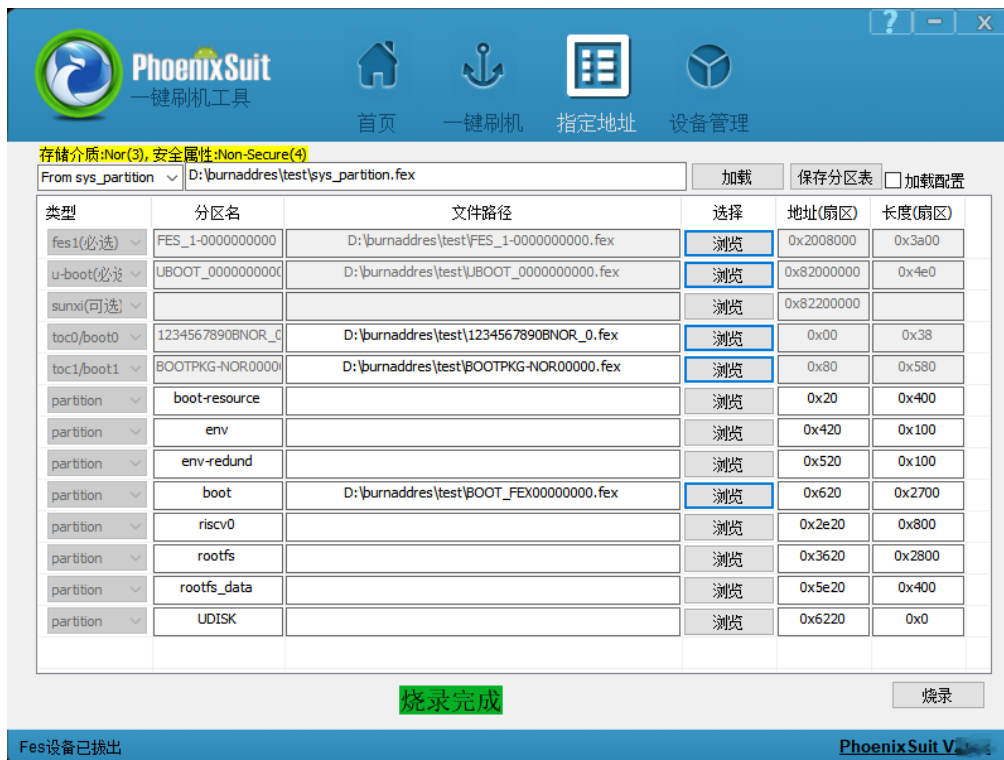 ? － X
PhoenixSuit
一键刷机工具
首页 一键刷机 指定地址 设备管理
存储介质:Nor(3), 安全属性:Non-Secure(4)
From sys_partition D:\burnaddres\test\sys_partition.fex 加载 保存分区表 加载配置
类型 分区名 文件路径 选择 地址(扇区) 长度(扇区)
fes1(必选) FES_1-0000000000 D:\burnaddres\test\FES_1-0000000000.fex 浏览 0x2008000 0x3a00
u-boot(必选 UBOOT_0000000000 D:\burnaddres\test\UBOOT_0000000000.fex 浏览 0x82000000 0x4e0
sunxi(可选) 浏览 0x82200000
toc0/boot0 1234567890BNOR_0 D:\burnaddres\test\1234567890BNOR_0.fex 浏览 0x00 0x38
toc1/boot1 BOOTPKG-NOR00000 D:\burnaddres\test\BOOTPKG-NOR00000.fex 浏览 0x80 0x580
partition boot-resource 浏览 0x20 0x400
partition env 浏览 0x420 0x100
partition env-redund 浏览 0x520 0x100
partition boot D:\burnaddres\test\BOOT_FEX00000000.fex 浏览 0x620 0x2700
partition riscv0 浏览 0x2e20 0x800
partition rootfs 浏览 0x3620 0x2800
partition rootfs_data 浏览 0x5e20 0x400
partition UDISK 浏览 0x6220 0x0
烧录完成 烧录
Fes设备已拔出 PhoenixSuit